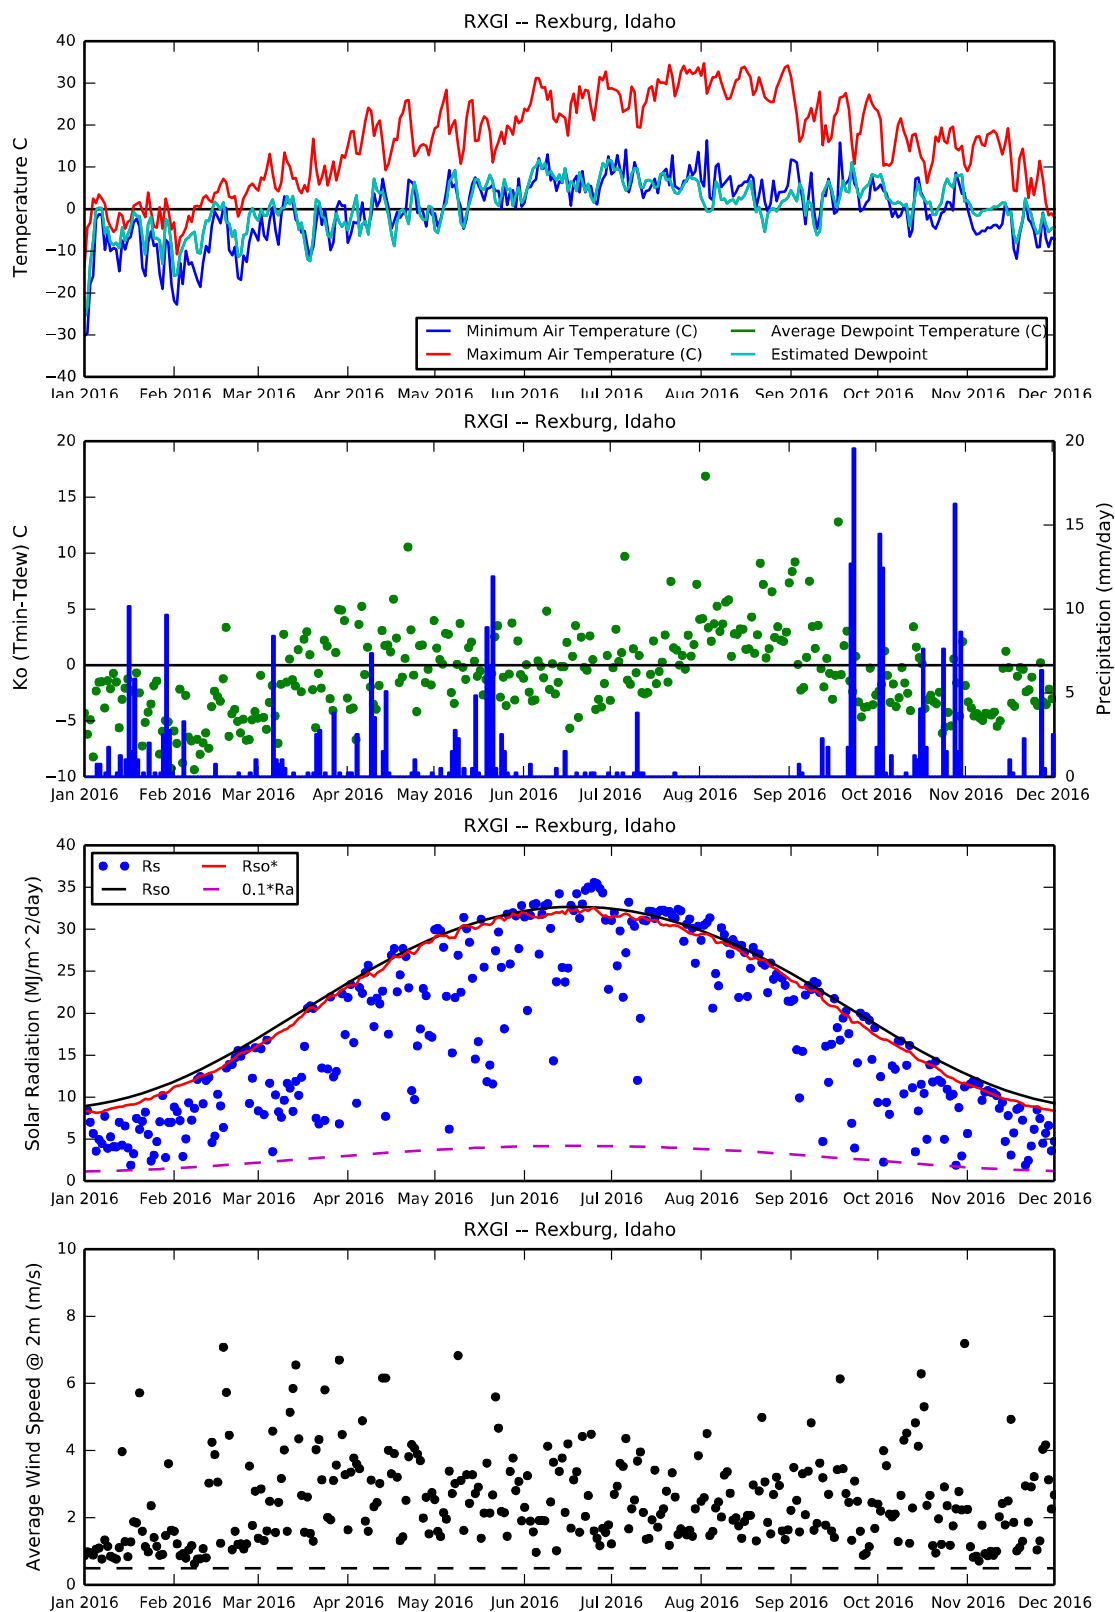 RXGI -- Rexburg, Idaho
Temperature C
40
30
20
10
0
−10
−20
−30
−40
Minimum Air Temperature (C)
Maximum Air Temperature (C)
Average Dewpoint Temperature (C)
Estimated Dewpoint
Jan 2016 Feb 2016 Mar 2016 Apr 2016 May 2016 Jun 2016 Jul 2016 Aug 2016 Sep 2016 Oct 2016 Nov 2016 Dec 2016
RXGI -- Rexburg, Idaho
Ko (Tmin-Tdew) C
20
15
10
5
0
−5
−10
20
15
10
5
0
Precipitation (mm/day)
Jan 2016 Feb 2016 Mar 2016 Apr 2016 May 2016 Jun 2016 Jul 2016 Aug 2016 Sep 2016 Oct 2016 Nov 2016 Dec 2016
RXGI -- Rexburg, Idaho
Solar Radiation (MJ/m^2/day)
40
35
30
25
20
15
10
5
0
Rs
Rso
Rso*
0.1*Ra
Jan 2016 Feb 2016 Mar 2016 Apr 2016 May 2016 Jun 2016 Jul 2016 Aug 2016 Sep 2016 Oct 2016 Nov 2016 Dec 2016
RXGI -- Rexburg, Idaho
Average Wind Speed @ 2m (m/s)
10
8
6
4
2
0
Jan 2016 Feb 2016 Mar 2016 Apr 2016 May 2016 Jun 2016 Jul 2016 Aug 2016 Sep 2016 Oct 2016 Nov 2016 Dec 2016